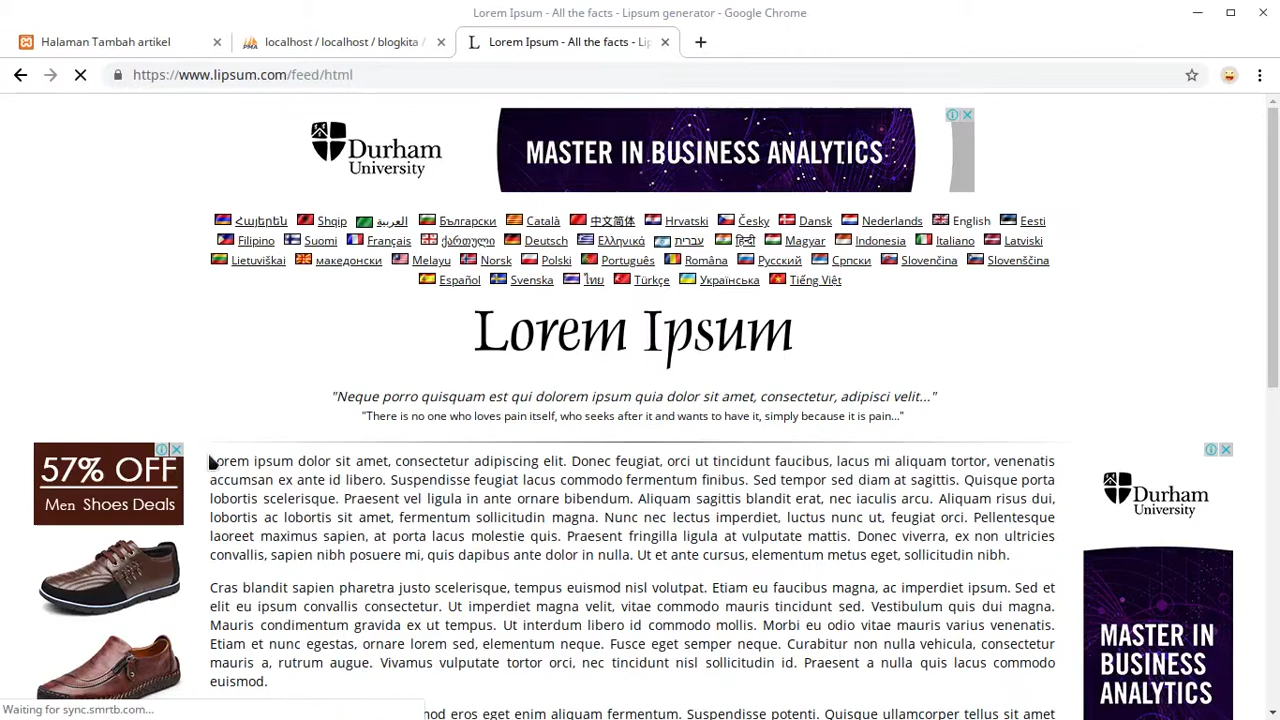 Lorem Ipsum - All the facts - Lipsum generator - Google Chrome
Halaman Tambah artikel
localhost / localhost / blogkita /
Lorem Ipsum - All the facts - Lip
https://www.lipsum.com/feed/html
Durham
University
MASTER IN BUSINESS ANALYTICS
Հայերեն Shqip العربية Български Català 中文简体 Hrvatski Česky Dansk Nederlands English Eesti
Filipino Suomi Français ქართული Deutsch Ελληνικά עברית हिन्दी Magyar Indonesia Italiano Latviski
Lietuviškai македонски Melayu Norsk Polski Português Româna Русский Српски Slovenčina Slovenščina
Español Svenska ไทย Türkçe Українська Tiếng Việt
Lorem Ipsum
"Neque porro quisquam est qui dolorem ipsum quia dolor sit amet, consectetur, adipisci velit..."
"There is no one who loves pain itself, who seeks after it and wants to have it, simply because it is pain..."
57% OFF
Men Shoes Deals
Lorem ipsum dolor sit amet, consectetur adipiscing elit. Donec feugiat, orci ut tincidunt faucibus, lacus mi aliquam tortor, venenatis
accumsan ex ante id libero. Suspendisse feugiat lacus commodo fermentum finibus. Sed tempor sed diam at sagittis. Quisque porta
lobortis scelerisque. Praesent vel ligula in ante ornare bibendum. Aliquam sagittis blandit erat, nec iaculis arcu. Aliquam risus dui,
lobortis ac lobortis sit amet, fermentum sollicitudin magna. Nunc nec lectus imperdiet, luctus nunc ut, feugiat orci. Pellentesque
laoreet maximus sapien, at porta lacus molestie quis. Praesent fringilla ligula at vulputate mattis. Donec viverra, ex non ultricies
convallis, sapien nibh posuere mi, quis dapibus ante dolor in nulla. Ut et ante cursus, elementum metus eget, sollicitudin nibh.
Cras blandit sapien pharetra justo scelerisque, tempus euismod nisl volutpat. Etiam eu faucibus magna, ac imperdiet ipsum. Sed et
elit eu ipsum convallis consectetur. Ut imperdiet magna velit, vitae commodo mauris tincidunt sed. Vestibulum quis dui magna.
Mauris condimentum gravida ex ut tempus. Ut interdum libero id commodo mollis. Morbi eu odio vitae mauris varius venenatis.
Etiam et nunc egestas, ornare lorem sed, elementum neque. Fusce eget semper neque. Curabitur non nulla vehicula, consectetur
mauris a, rutrum augue. Vivamus vulputate tortor orci, nec tincidunt nisl sollicitudin id. Praesent a nulla quis lacus commodo
euismod.
mod eros eget enim aliquam fermentum. Suspendisse potenti. Quisque ullamcorper tellus sit amet
Durham
University
MASTER IN
BUSINESS
ANALYTICS
Waiting for sync.smrtb.com...